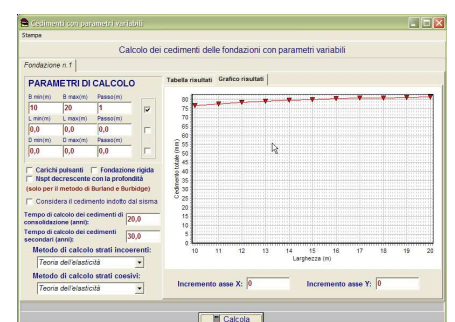 Cedimenti con parametri variabili
Stampa
Calcolo dei cedimenti delle fondazioni con parametri variabili
Fondazione n.1
PARAMETRI DI CALCOLO
B min(m) B max(m) Passo(m)
10 20 1
L min(m) L max(m) Passo(m)
0,0 0,0 0,0
D min(m) D max(m) Passo(m)
0,0 0,0 0,0
Carichi pulsanti Fondazione rigida
Nspt decrescente con la profondità
(solo per il metodo di Burland e Burbidge)
Considera il cedimento indotto dal sisma
Tempo di calcolo dei cedimenti di
consolidazione (anni): 20,0
Tempo di calcolo dei cedimenti
secondari (anni): 30,0
Metodo di calcolo strati incoerenti:
Teoria dell'elasticità
Metodo di calcolo strati coesivi:
Teoria dell'elasticità
Tabella risultati Grafico risultati
Cedimento totale (mm)
80
75
70
65
60
55
50
45
40
35
30
25
20
15
10
5
0
10 11 12 13 14 15 16 17 18 19 20
Larghezza (m)
Incremento asse X: 0 Incremento asse Y: 0
Calcola